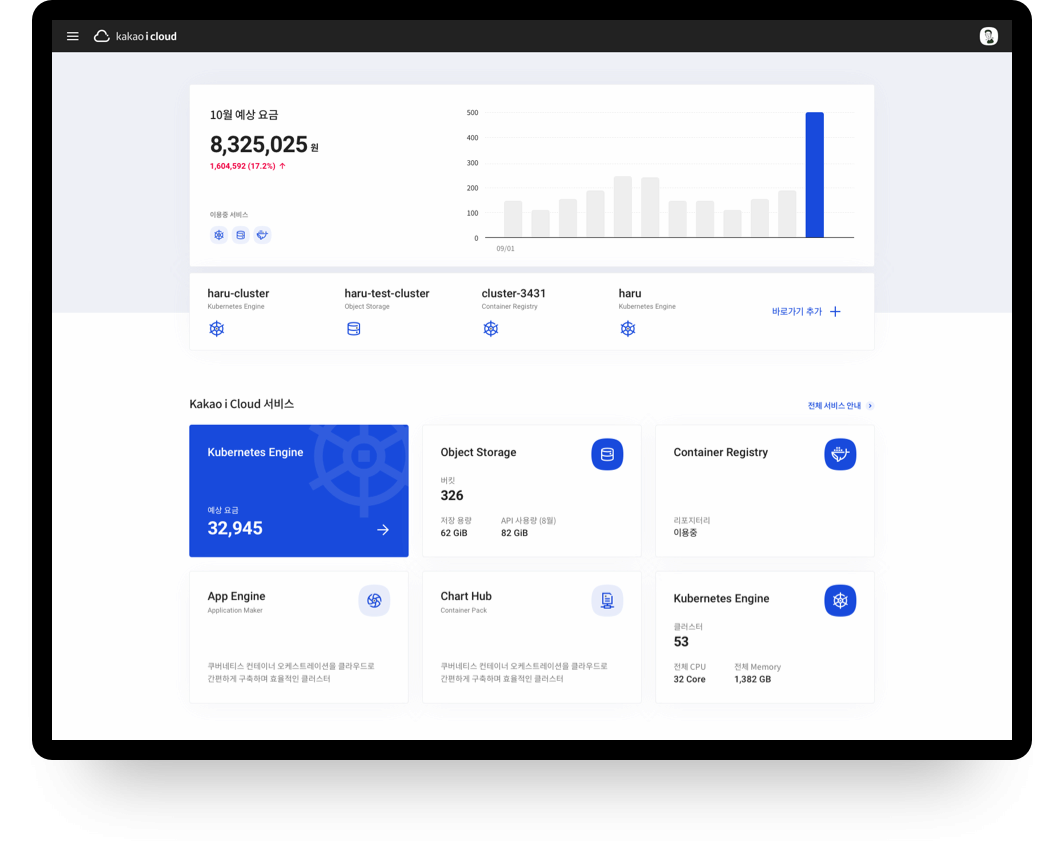 kakao i cloud
10월 예상 요금
8,325,025 원
1,604,592 (17.2%) ↑
이용중 서비스
500
400
300
200
100
0
09/01
haru-cluster
Kubernetes Engine
haru-test-cluster
Object Storage
cluster-3431
Container Registry
haru
Kubernetes Engine
바로가기 추가
Kakao i Cloud 서비스
전체 서비스 안내
Kubernetes Engine
예상 요금
32,945
Object Storage
버킷
326
저장 용량
API 사용량 (8월)
62 GiB
82 GiB
Container Registry
리포지터리
이용중
App Engine
Application Maker
쿠버네티스 컨테이너 오케스트레이션을 클라우드로
간편하게 구축하며 효율적인 클러스터
Chart Hub
Container Pack
쿠버네티스 컨테이너 오케스트레이션을 클라우드로
간편하게 구축하며 효율적인 클러스터
Kubernetes Engine
클러스터
53
전체 CPU
전체 Memory
32 Core
1,382 GB